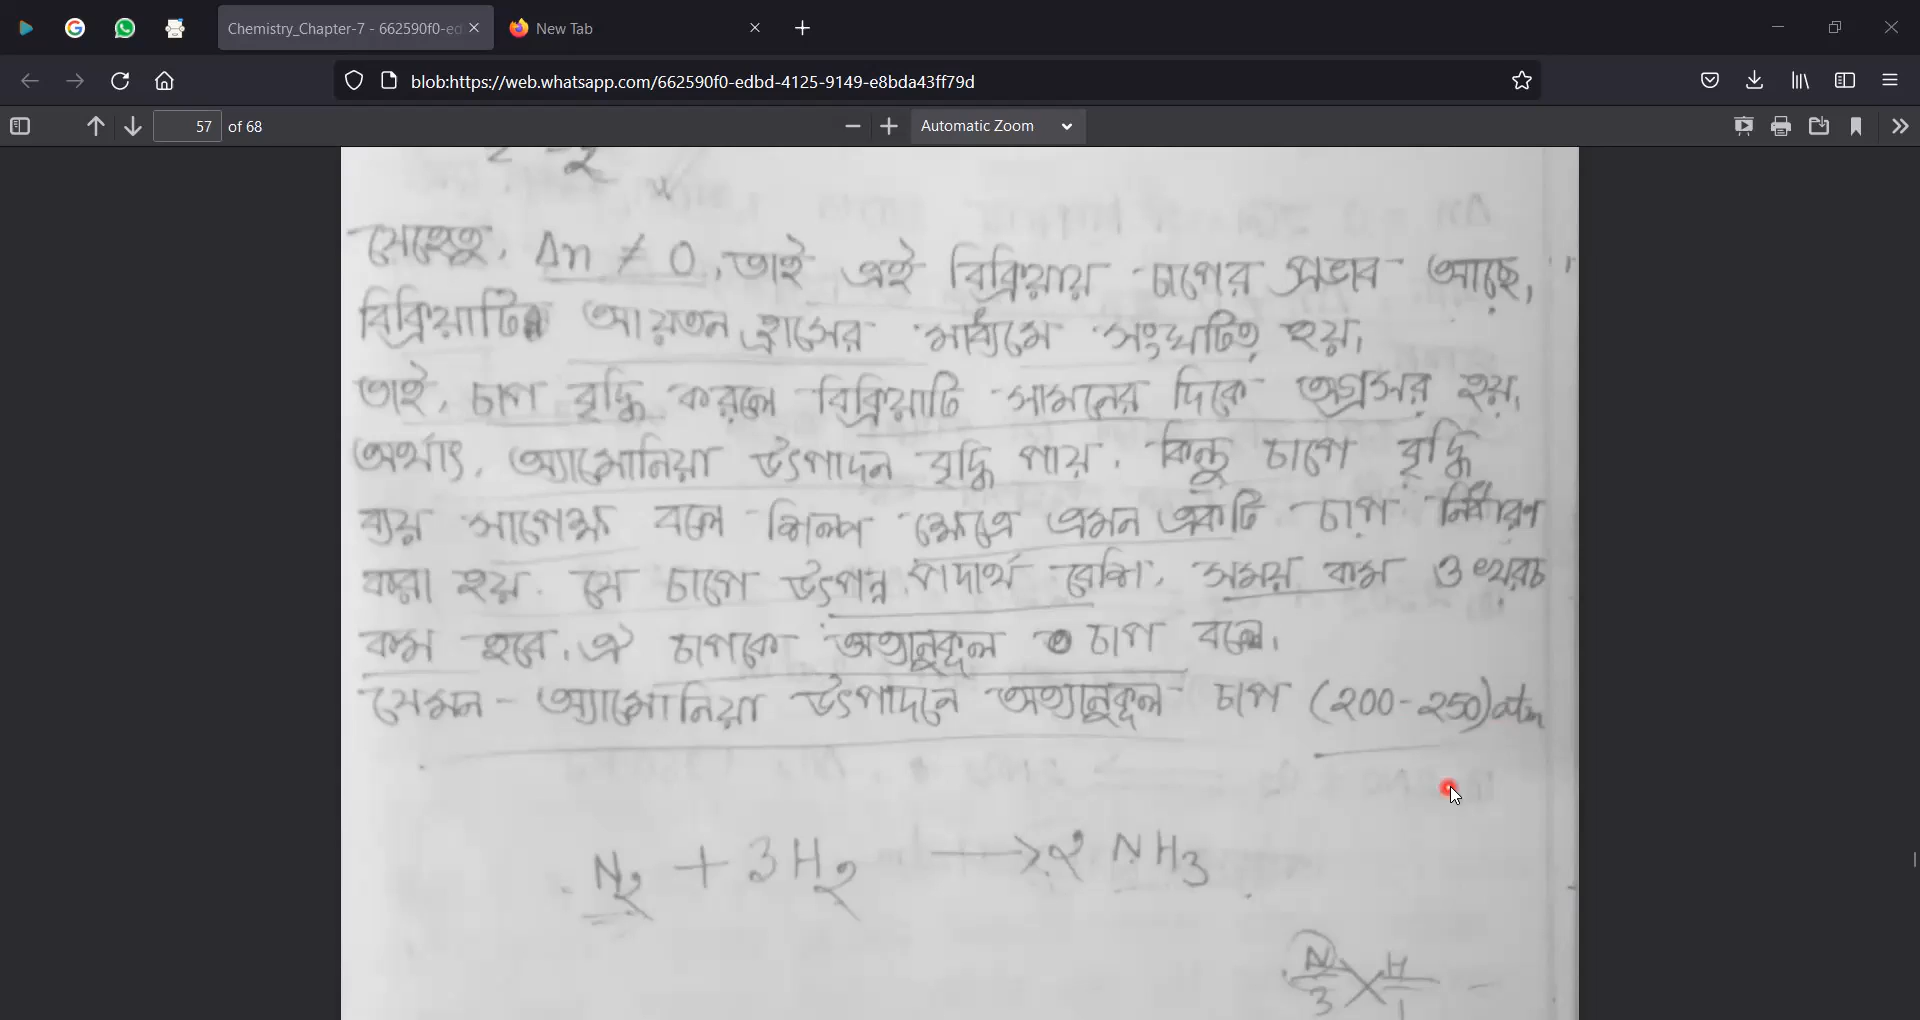 Chemistry_Chapter-7 - 662590f0-ed
New Tab
blob:https://web.whatsapp.com/662590f0-edbd-4125-9149-e8bda43ff79d
57 of 68
Automatic Zoom
যেহেতু, Δn ≠ 0, তাই এই বিক্রিয়ায় চাপের প্রভাব আছে,
বিক্রিয়াটি আয়তন হ্রাসের মাধ্যমে সংঘটিত হয়।
তাই, চাপ বৃদ্ধি করলে বিক্রিয়াটি সামনের দিকে অগ্রসর হয়,
অর্থাৎ, অ্যামোনিয়া উৎপাদন বৃদ্ধি পায়. কিন্তু চাপে বৃদ্ধি
ব্যয় সাপেক্ষ বলে শিল্প ক্ষেত্রে এমন একটি চাপ নির্ধারণ
করা হয়. যে চাপে উৎপন্ন পদার্থ বেশি, সময় কম ও খরচ
কম হবে, ঐ চাপকে অত্যানুকূল চাপ বলে.
যেমন - অ্যামোনিয়া উৎপাদনে অত্যানুকূল চাপ (200-250)atm
N₂ + 3H₂ → 2NH₃
N H
3 1